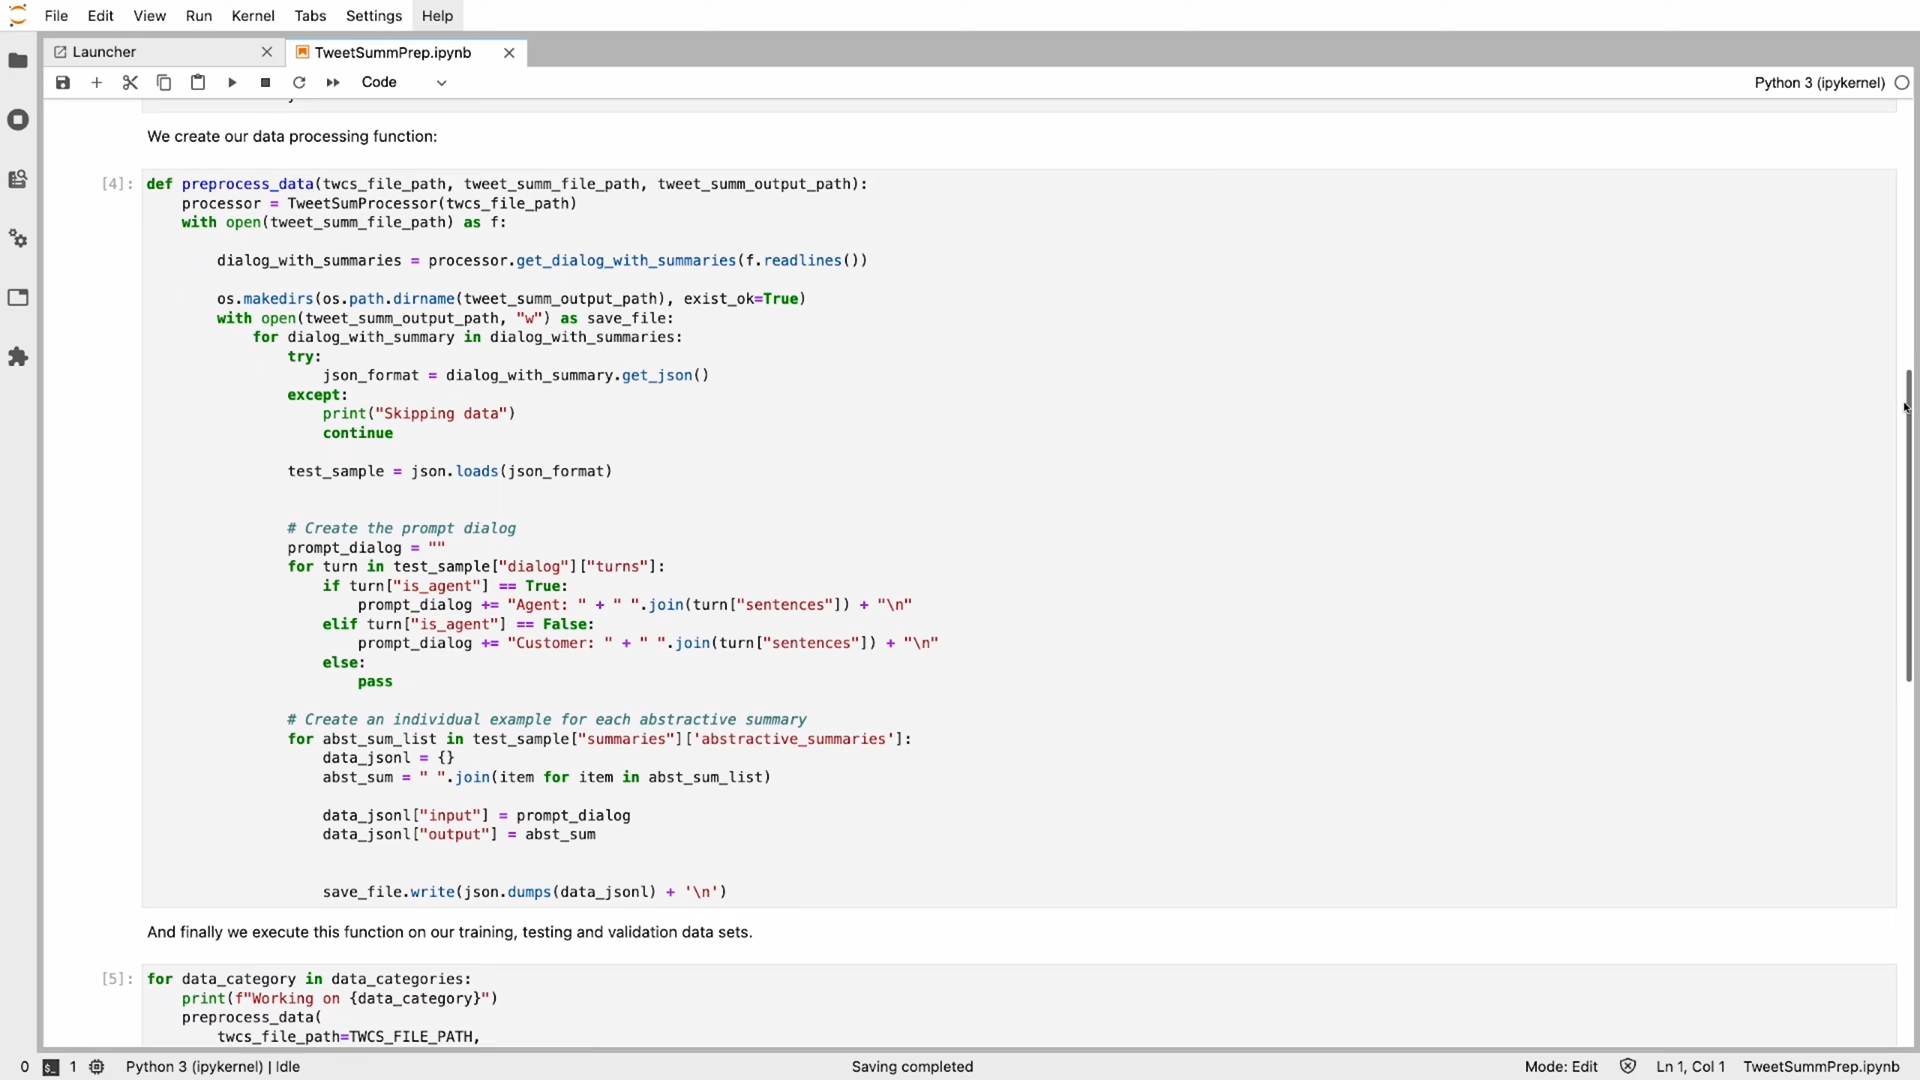 File Edit View Run Kernel Tabs Settings Help
Launcher TweetSummPrep.ipynb
Code Python 3 (ipykernel)
We create our data processing function:
[4]: def preprocess_data(twcs_file_path, tweet_summ_file_path, tweet_summ_output_path):
    processor = TweetSumProcessor(twcs_file_path)
    with open(tweet_summ_file_path) as f:
        dialog_with_summaries = processor.get_dialog_with_summaries(f.readlines())
        os.makedirs(os.path.dirname(tweet_summ_output_path), exist_ok=True)
        with open(tweet_summ_output_path, "w") as save_file:
            for dialog_with_summary in dialog_with_summaries:
                try:
                    json_format = dialog_with_summary.get_json()
                except:
                    print("Skipping data")
                    continue
                test_sample = json.loads(json_format)
                # Create the prompt dialog
                prompt_dialog = ""
                for turn in test_sample["dialog"]["turns"]:
                    if turn["is_agent"] == True:
                        prompt_dialog += "Agent: " + " ".join(turn["sentences"]) + "\n"
                    elif turn["is_agent"] == False:
                        prompt_dialog += "Customer: " + " ".join(turn["sentences"]) + "\n"
                    else:
                        pass
                # Create an individual example for each abstractive summary
                for abst_sum_list in test_sample["summaries"]['abstractive_summaries']:
                    data_jsonl = {}
                    abst_sum = " ".join(item for item in abst_sum_list)
                    data_jsonl["input"] = prompt_dialog
                    data_jsonl["output"] = abst_sum
                    save_file.write(json.dumps(data_jsonl) + '\n')
And finally we execute this function on our training, testing and validation data sets.
[5]: for data_category in data_categories:
    print(f"Working on {data_category}")
    preprocess_data(
        twcs_file_path=TWCS_FILE_PATH,
0 1 Python 3 (ipykernel) | Idle Saving completed Mode: Edit Ln 1, Col 1 TweetSummPrep.ipynb